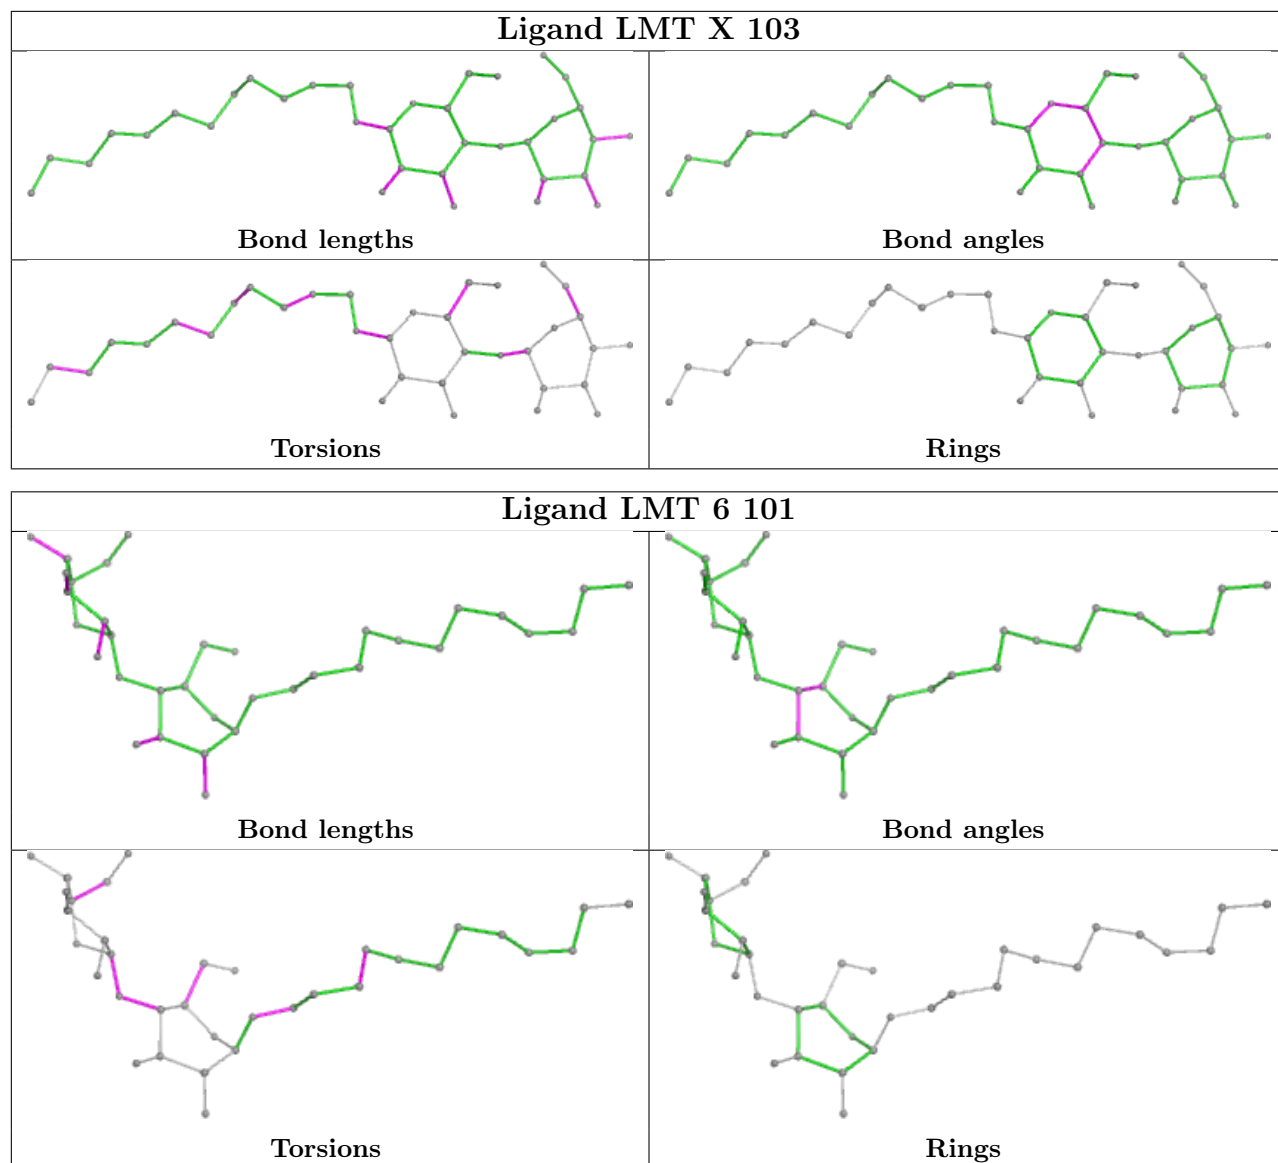 Ligand LMT X 103
Bond lengths
Bond angles
Torsions
Rings
Ligand LMT 6 101
Bond lengths
Bond angles
Torsions
Rings